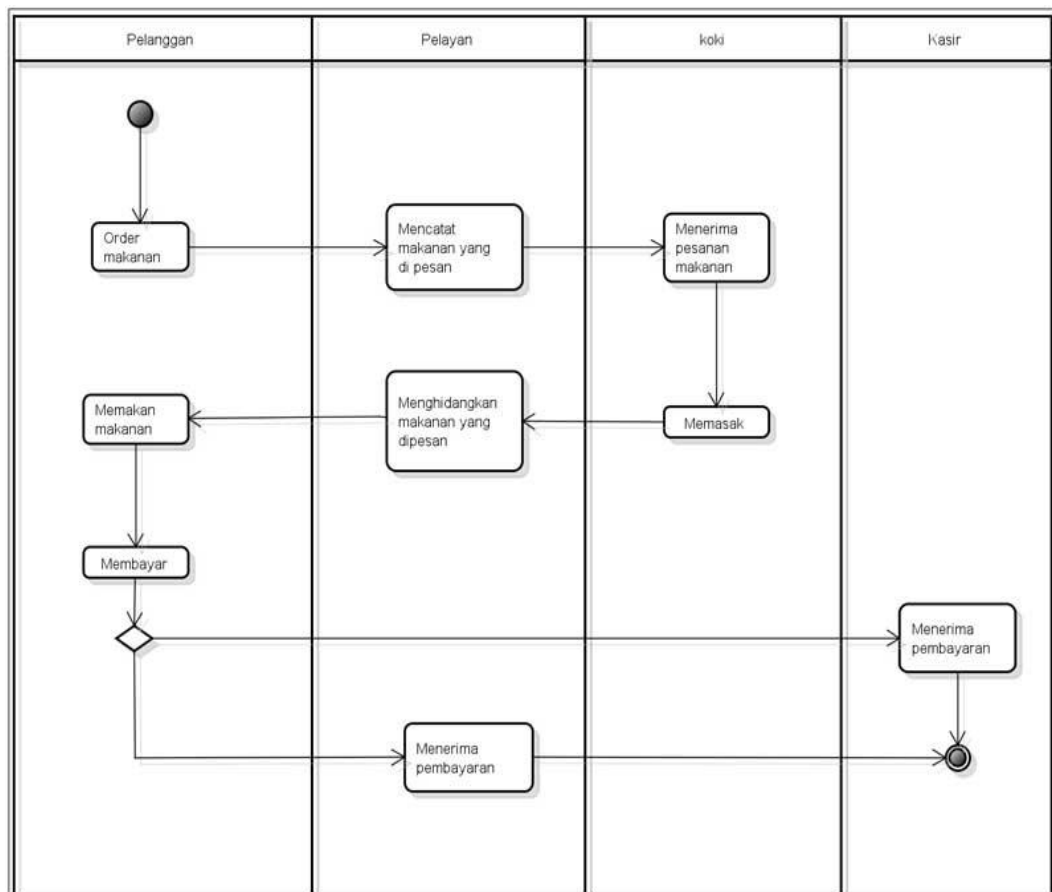 Pelanggan
Pelayan
koki
Kasir
Order
makanan
Mencatat
makanan yang
di pesan
Menerima
pesanan
makanan
Memakan
makanan
Menghidangkan
makanan yang
dipesan
Memasak
Membayar
Menerima
pembayaran
Menerima
pembayaran